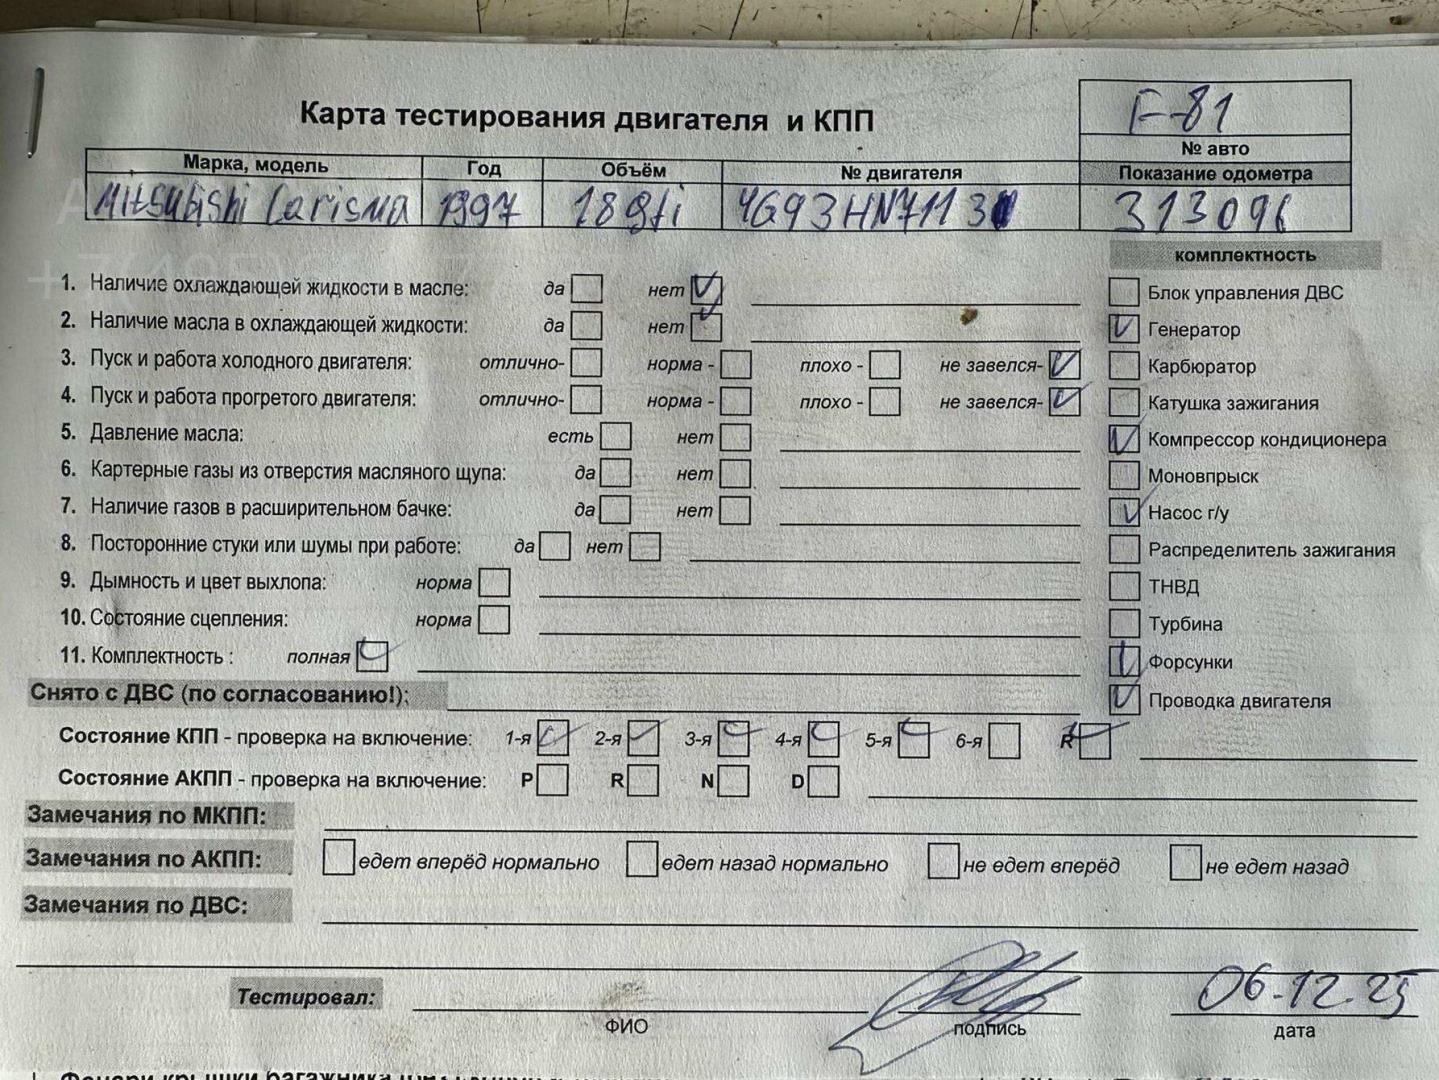 F-81
Карта тестирования двигателя и КПП
№ авто
Марка, модель Год Объём № двигателя Показание одометра
Mitsubishi Carisma 1997 1.8 gdi 4G93HN7113 313096
комплектность
1. Наличие охлаждающей жидкости в масле: да нет Блок управления ДВС
2. Наличие масла в охлаждающей жидкости: да нет Генератор
3. Пуск и работа холодного двигателя: отлично- норма - плохо - не завелся- Карбюратор
4. Пуск и работа прогретого двигателя: отлично- норма - плохо - не завелся- Катушка зажигания
5. Давление масла: есть нет Компрессор кондиционера
6. Картерные газы из отверстия масляного щупа: да нет Моновпрыск
7. Наличие газов в расширительном бачке: да нет Насос г/у
8. Посторонние стуки или шумы при работе: да нет Распределитель зажигания
9. Дымность и цвет выхлопа: норма ТНВД
10. Состояние сцепления: норма Турбина
11. Комплектность : полная Форсунки
Снято с ДВС (по согласованию!); Проводка двигателя
Состояние КПП - проверка на включение: 1-я 2-я 3-я 4-я 5-я 6-я R
Состояние АКПП - проверка на включение: P R N D
Замечания по МКПП:
Замечания по АКПП: едет вперёд нормально едет назад нормально не едет вперёд не едет назад
Замечания по ДВС:
Тестировал: 06.12.25
ФИО подпись дата
Фонари крышки багажника